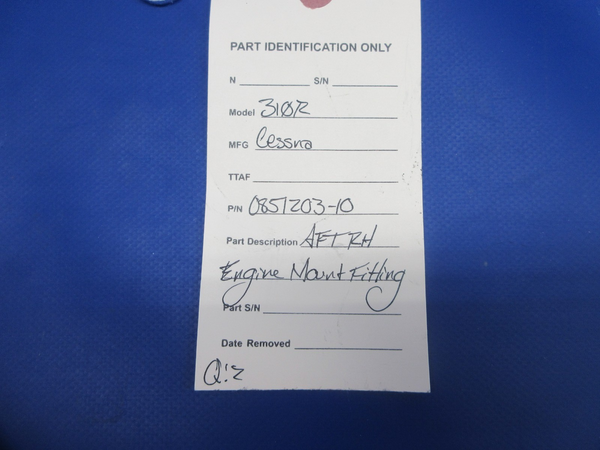 PART IDENTIFICATION ONLY
N S/N
Model 310R
MFG Cessna
TTAF
P/N 0851203-10
Part Description AFT RH
Engine Mount Fitting
Part S/N
Date Removed
Q:2